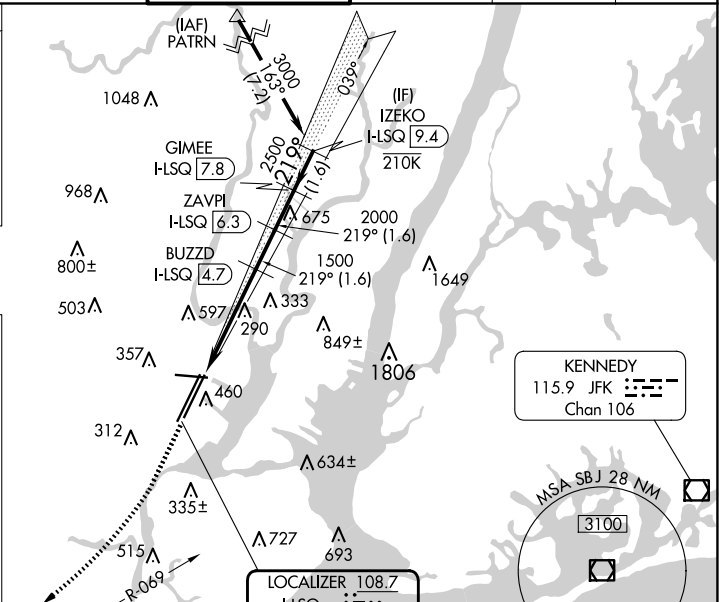 (IAF)
PATRN
3000
163°
(7.2)
039°
1048
(IF)
IZEKO
I-LSQ 9.4
210K
GIMEE
I-LSQ 7.8
2500
219°
(1.6)
968
ZAVPI
I-LSQ 6.3
675
2000
219° (1.6)
800±
BUZZD
I-LSQ 4.7
1500
219° (1.6)
1649
503
597
333
290
849±
357
1806
KENNEDY
115.9 JFK
Chan 106
460
312
634±
335±
MSA SBJ 28 NM
3100
727
693
515
R-069
LOCALIZER 108.7